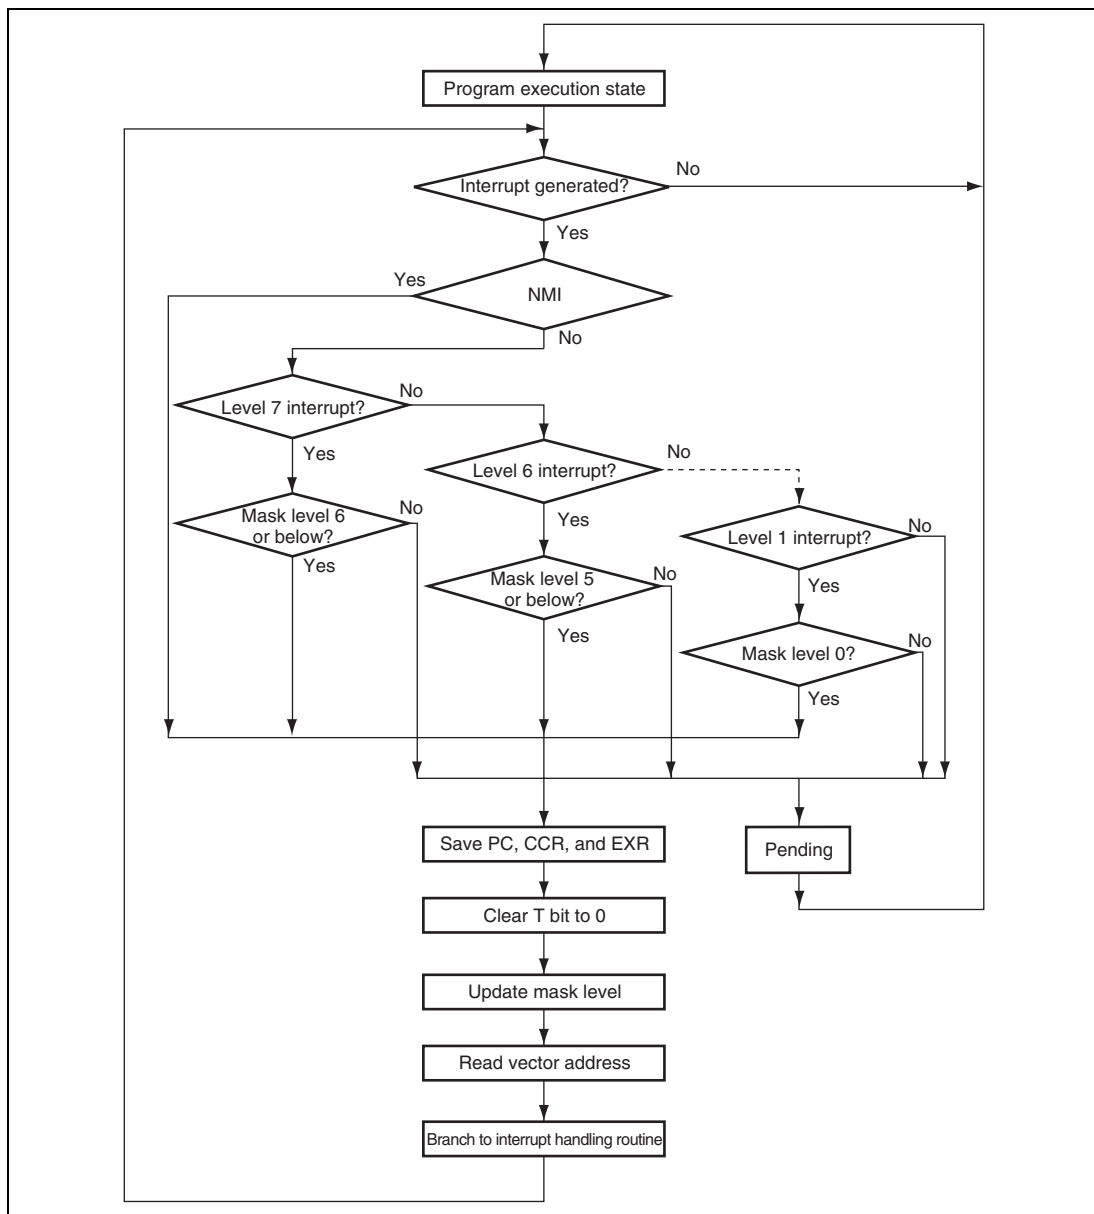 Program execution state
No
Interrupt generated?
Yes
Yes
NMI
No
No
Level 7 interrupt?
No
Level 6 interrupt?
Yes
No
Mask level 6
or below?
No
Level 1 interrupt?
Yes
Yes
No
Mask level 5
or below?
Yes
No
Mask level 0?
Yes
Yes
Save PC, CCR, and EXR
Pending
Clear T bit to 0
Update mask level
Read vector address
Branch to interrupt handling routine